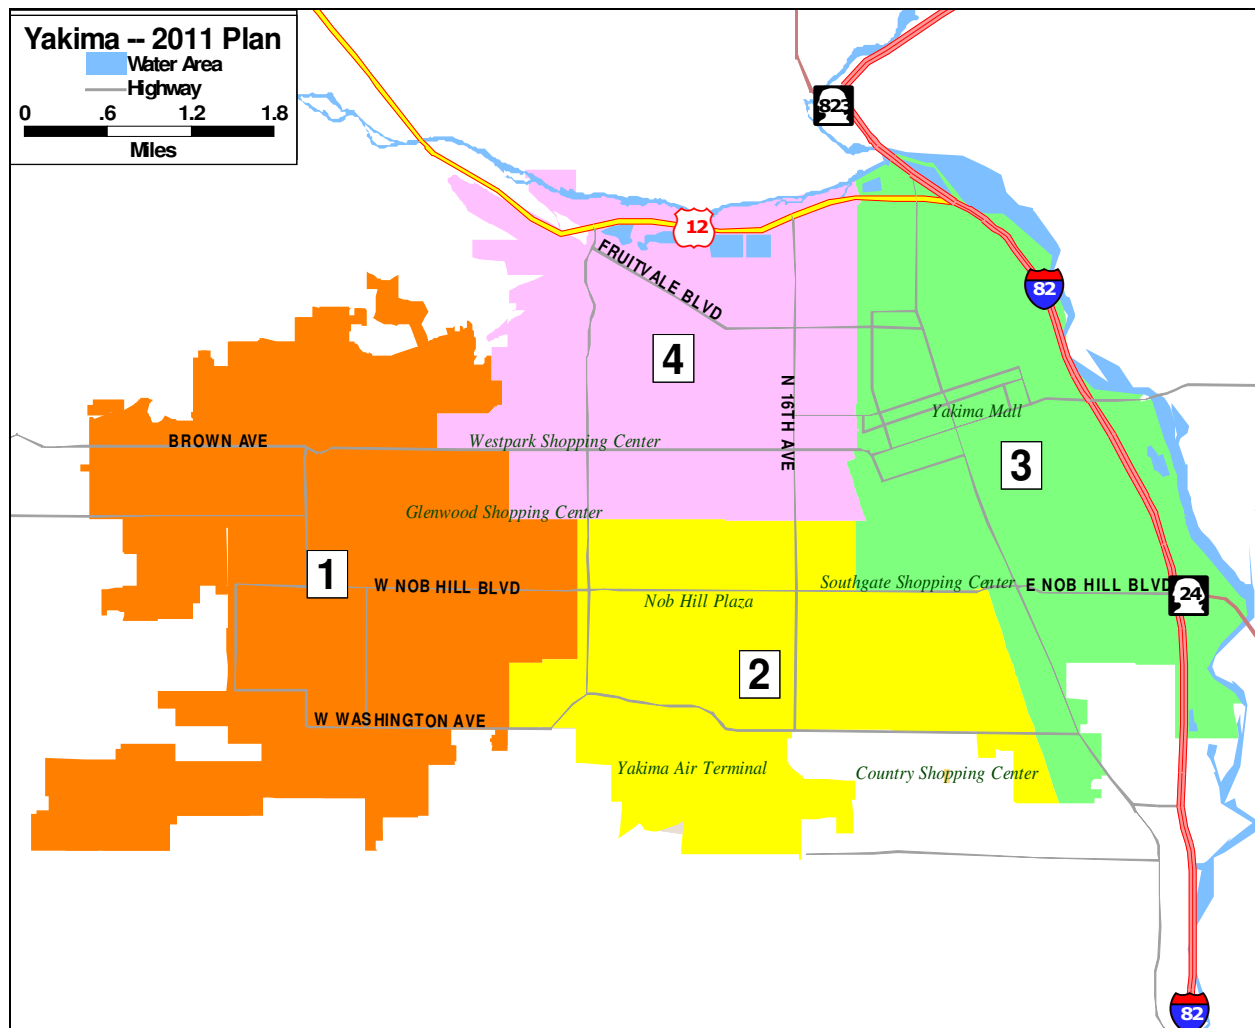 Yakima -- 2011 Plan
Water Area
Highway
0 .6 1.2 1.8
Miles
823
12
FRUITVALE BLVD
82
4
N 16TH AVE
Yakima Mall
BROWN AVE
Westpark Shopping Center
3
Glenwood Shopping Center
1
W NOB HILL BLVD
Nob Hill Plaza
Southgate Shopping Center
E NOB HILL BLVD
24
2
W WASHINGTON AVE
Yakima Air Terminal
Country Shopping Center
82